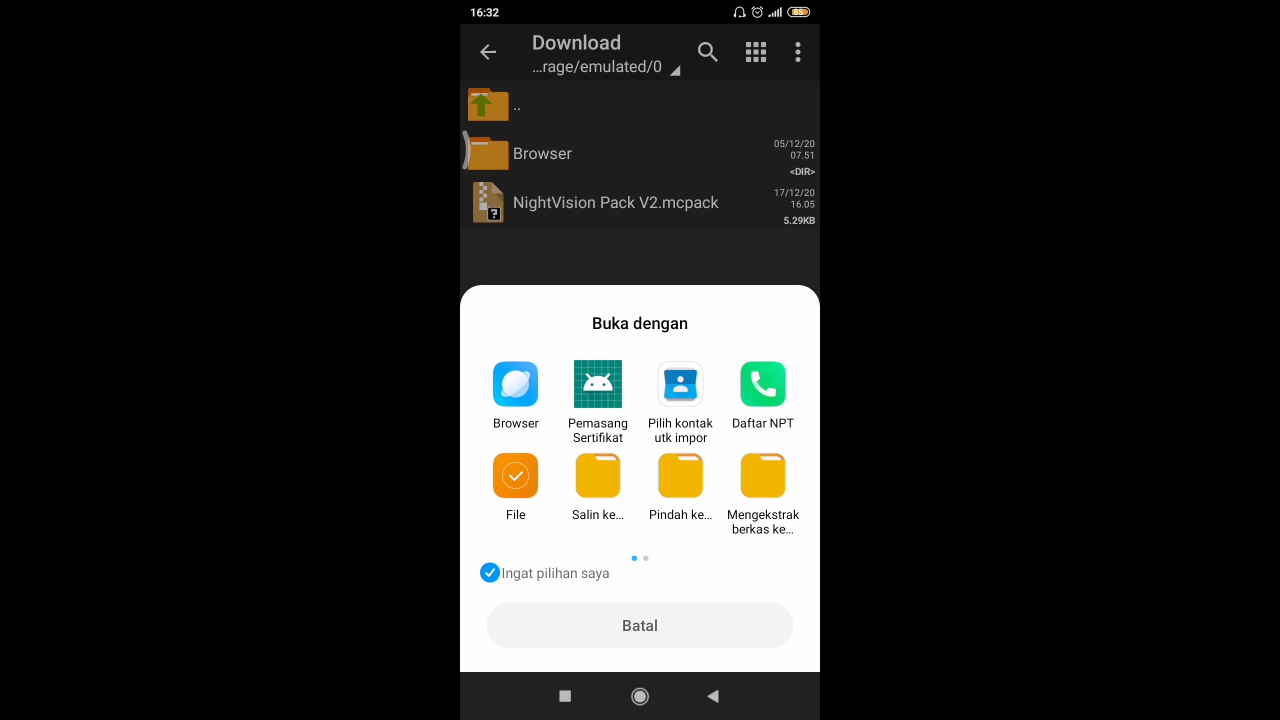 16:32
85
Download
…rage/emulated/0
..
Browser
05/12/20
07.51
<DIR>
NightVision Pack V2.mcpack
17/12/20
16.05
5.29KB
Buka dengan
Browser
Pemasang
Sertifikat
Pilih kontak
utk impor
Daftar NPT
File
Salin ke…
Pindah ke…
Mengekstrak
berkas ke…
Ingat pilihan saya
Batal